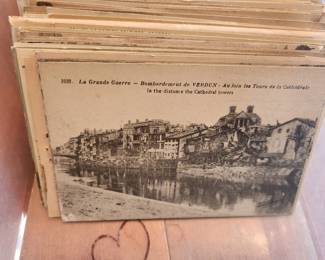 1039. La Grande Guerre — Bombardement de VERDUN - Au loin les Tours de la Cathédrale
In the distance the Cathedral towers